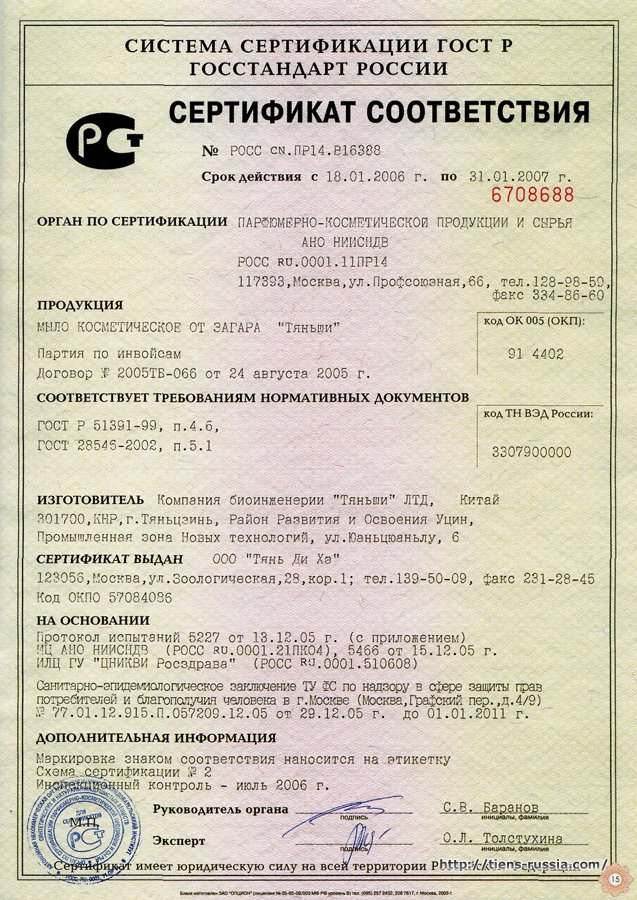 СИСТЕМА СЕРТИФИКАЦИИ ГОСТ Р
ГОССТАНДАРТ РОССИИ
СЕРТИФИКАТ СООТВЕТСТВИЯ
№ РОСС CN.ПР14.В16388
Срок действия с 18.01.2006 г. по 31.01.2007 г.
6708688
ОРГАН ПО СЕРТИФИКАЦИИ ПАРФЮМЕРНО-КОСМЕТИЧЕСКОЙ ПРОДУКЦИИ И СЫРЬЯ
АНО НИИСНДВ
РОСС RU.0001.11ПР14
117393,Москва,ул.Профсоюзная,66, тел.128-98-59,
факс 334-86-60
ПРОДУКЦИЯ
МЫЛО КОСМЕТИЧЕСКОЕ ОТ ЗАГАРА "Тяньши"
Партия по инвойсам
Договор № 2005ТБ-066 от 24 августа 2005 г.
код ОК 005 (ОКП):
91 4402
СООТВЕТСТВУЕТ ТРЕБОВАНИЯМ НОРМАТИВНЫХ ДОКУМЕНТОВ
ГОСТ Р 51391-99, п.4.6,
ГОСТ 28546-2002, п.5.1
код ТН ВЭД России:
3307900000
ИЗГОТОВИТЕЛЬ Компания биоинженерии "Тяньши" ЛТД, Китай
301700,КНР,г.Тяньцзинь, Район Развития и Освоения Уцин,
Промышленная зона Новых технологий, ул.Юаньцюаньлу, 6
СЕРТИФИКАТ ВЫДАН ООО "Тянь Ди Хэ"
123056,Москва,ул.Зоологическая,28,кор.1; тел.139-50-09, факс 231-28-45
Код ОКПО 57084086
НА ОСНОВАНИИ
Протокол испытаний 5227 от 13.12.05 г. (с приложением)
ИЦ АНО НИИСНДВ (РОСС RU.0001.21ПК04), 5466 от 15.12.05 г.
ИЛЦ ГУ "ЦНИКВИ Росздрава" (РОСС RU.0001.510608)
Санитарно-эпидемиологическое заключение ТУ ФС по надзору в сфере защиты прав
потребителей и благополучия человека в г.Москве (Москва,Графский пер.,д.4/9)
№ 77.01.12.915.П.057209.12.05 от 29.12.05 г. до 01.01.2011 г.
ДОПОЛНИТЕЛЬНАЯ ИНФОРМАЦИЯ
Маркировка знаком соответствия наносится на этикетку
Схема сертификации № 2
Инспекционный контроль - июль 2006 г.
М.П.
Руководитель органа
подпись
С.В. Баранов
инициалы, фамилия
Эксперт
подпись
О.Л. Толстухина
инициалы, фамилия
Сертификат имеет юридическую силу на всей территории
http://tiens-russia.com/
15